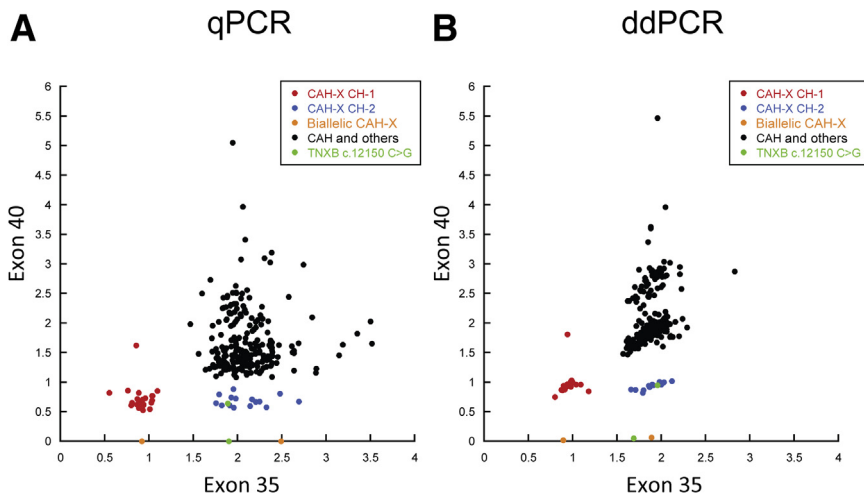 A
qPCR
6
5.5
5
4.5
4
3.5
3
2.5
2
1.5
1
0.5
0
Exon 40
CAH-X CH-1
CAH-X CH-2
Biallelic CAH-X
CAH and others
TNXB c.12150 C>G
0 0.5 1 1.5 2 2.5 3 3.5 4
Exon 35
B
ddPCR
6
5.5
5
4.5
4
3.5
3
2.5
2
1.5
1
0.5
0
Exon 40
CAH-X CH-1
CAH-X CH-2
Biallelic CAH-X
CAH and others
TNXB c.12150 C>G
0 0.5 1 1.5 2 2.5 3 3.5 4
Exon 35